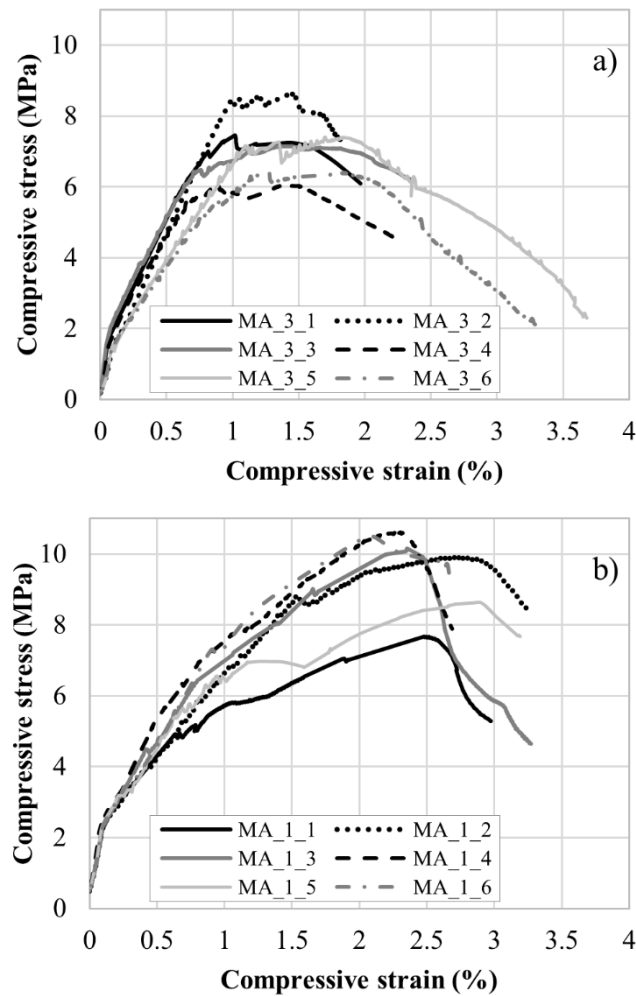 a)
Compressive stress (MPa)
10
8
6
4
2
0
MA_3_1 MA_3_2
MA_3_3 MA_3_4
MA_3_5 MA_3_6
0 0.5 1 1.5 2 2.5 3 3.5 4
Compressive strain (%)
b)
Compressive stress (MPa)
10
8
6
4
2
0
MA_1_1 MA_1_2
MA_1_3 MA_1_4
MA_1_5 MA_1_6
0 0.5 1 1.5 2 2.5 3 3.5 4
Compressive strain (%)